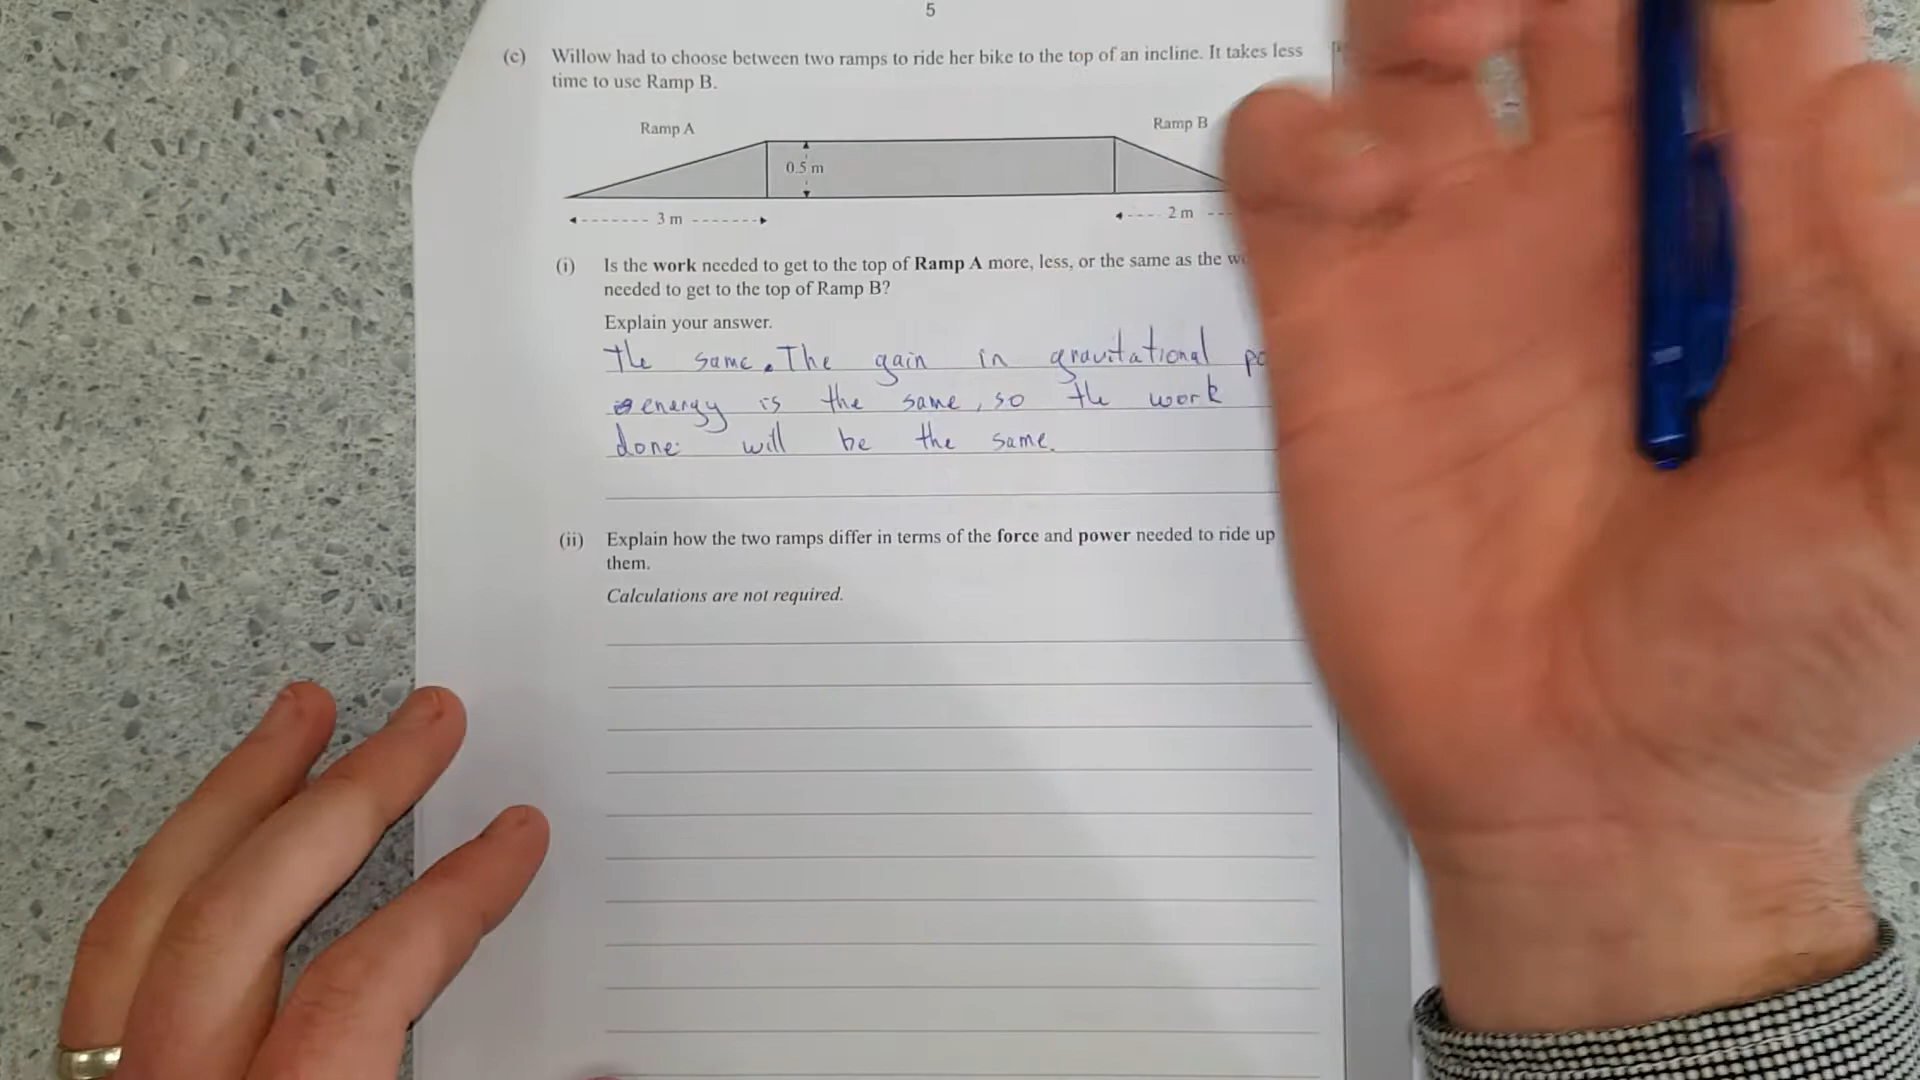 5
(c) Willow had to choose between two ramps to ride her bike to the top of an incline. It takes less
time to use Ramp B.
Ramp A
Ramp B
0.5 m
3 m
2 m
(i) Is the work needed to get to the top of Ramp A more, less, or the same as the
needed to get to the top of Ramp B?
Explain your answer.
The same. The gain in gravitational
energy is the same, so the work
done will be the same.
(ii) Explain how the two ramps differ in terms of the force and power needed to ride up
them.
Calculations are not required.